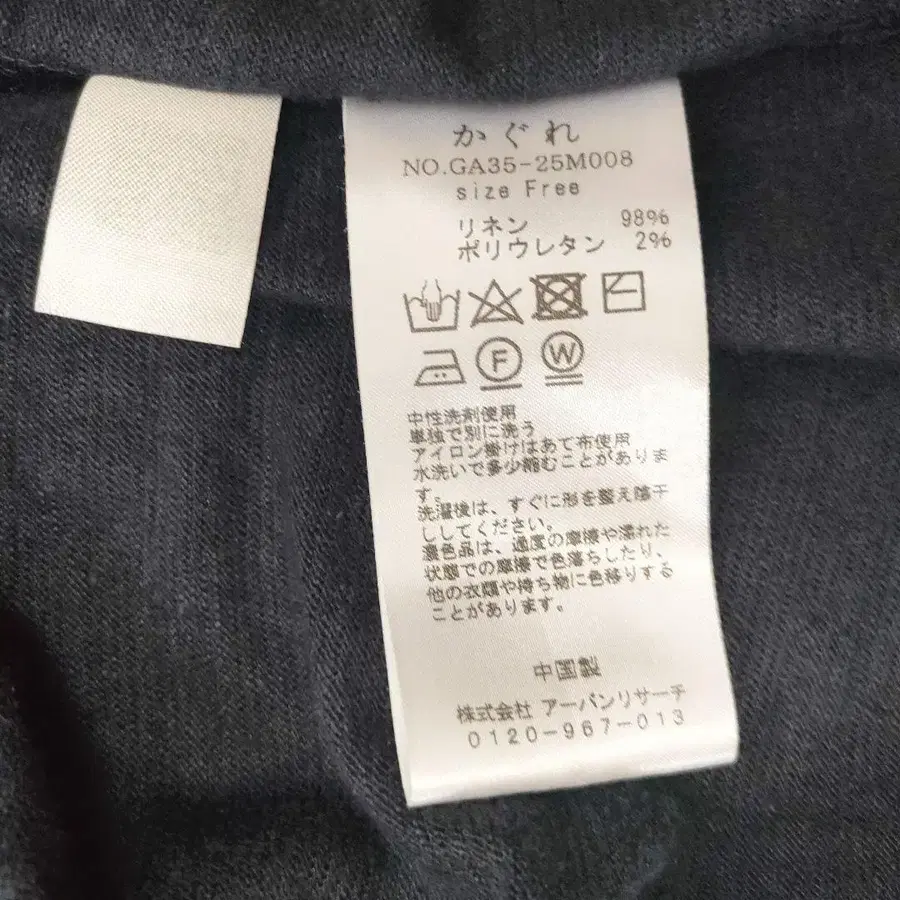 かぐれ
NO.GA35-25M008
size Free
リネン 98%
ポリウレタン 2%
F W
中性洗剤使用
単独で別に洗う
アイロン掛けはあて布使用
水洗いで多少縮むことがありま
す。
洗濯後は、すぐに形を整え陰干
ししてください。
濃色品は、過度の摩擦や濡れた
状態での摩擦で色落ちしたり、
他の衣類や持ち物に色移りする
ことがあります。
中国製
株式会社 アーバンリサーチ
0120-967-013